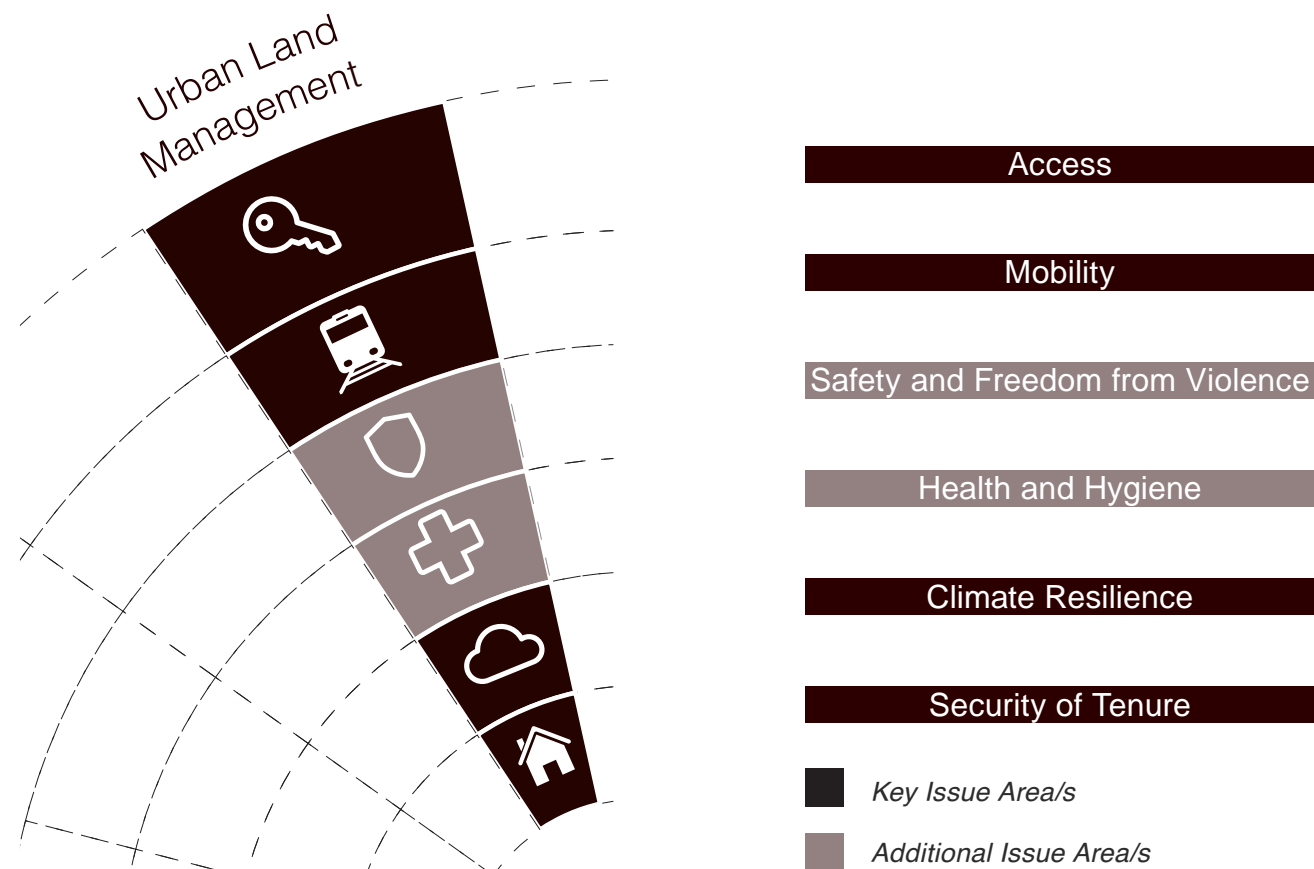 Urban Land
Management
Access
Mobility
Safety and Freedom from Violence
Health and Hygiene
Climate Resilience
Security of Tenure
Key Issue Area/s
Additional Issue Area/s